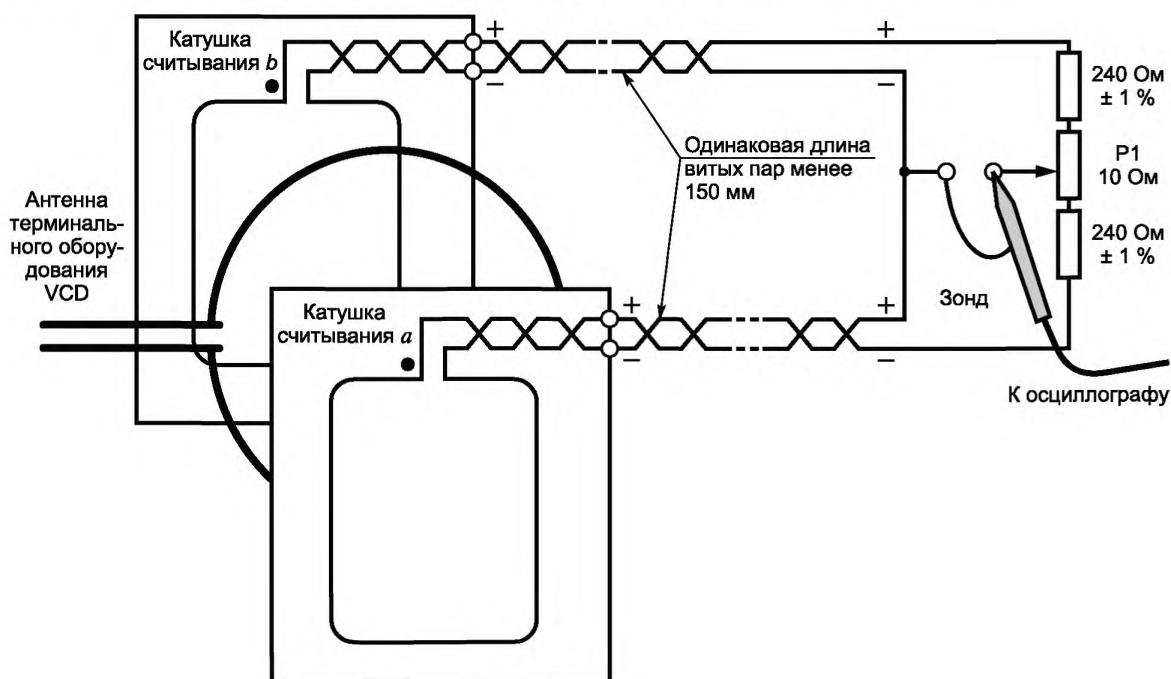 Катушка
считывания b
+
+
−
−
240 Ом
± 1 %
Одинаковая длина
витых пар менее
150 мм
P1
10 Ом
Антенна
терминаль-
ного обору-
дования
VCD
240 Ом
± 1 %
Зонд
Катушка
считывания a
+
+
−
−
К осциллографу